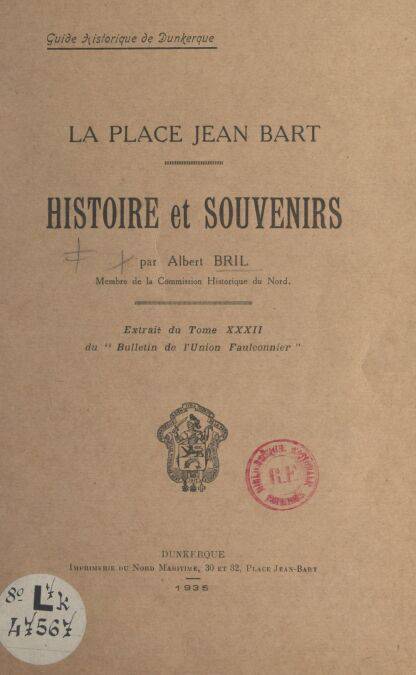 Guide Historique de Dunkerque
LA PLACE JEAN BART
HISTOIRE et SOUVENIRS
par Albert BRIL
Membre de la Commission Historique du Nord.
Extrait du Tome XXXII
du " Bulletin de l'Union Faulconnier "
R.F
DUNKERQUE
IMPRIMERIE DU NORD MARITIME, 30 ET 32, PLACE JEAN-BART
1935
8° L⁷k
47567